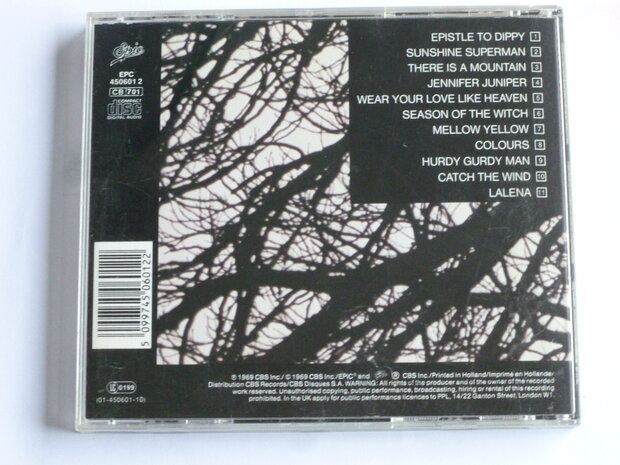 Epic
EPC
450601 2
CB 701
COMPACT
disc
DIGITAL AUDIO
EPISTLE TO DIPPY 1
SUNSHINE SUPERMAN 2
THERE IS A MOUNTAIN 3
JENNIFER JUNIPER 4
WEAR YOUR LOVE LIKE HEAVEN 5
SEASON OF THE WITCH 6
MELLOW YELLOW 7
COLOURS 8
HURDY GURDY MAN 9
CATCH THE WIND 10
LALENA 11
5 099745 060122
0199
(01-450601-10)
℗ 1969 CBS Inc./ © 1969 CBS Inc./EPIC® and ® CBS Inc./Printed in Holland/Imprimé en Hollande/
Distribution CBS Records/CBS Disques S.A. WARNING: All rights of the producer and of the owner of the recorded
work reserved. Unauthorised copying, public performance, broadcasting, hiring or rental of this recording
prohibited. In the UK apply for public performance licences to PPL, 14/22 Ganton Street, London W1.